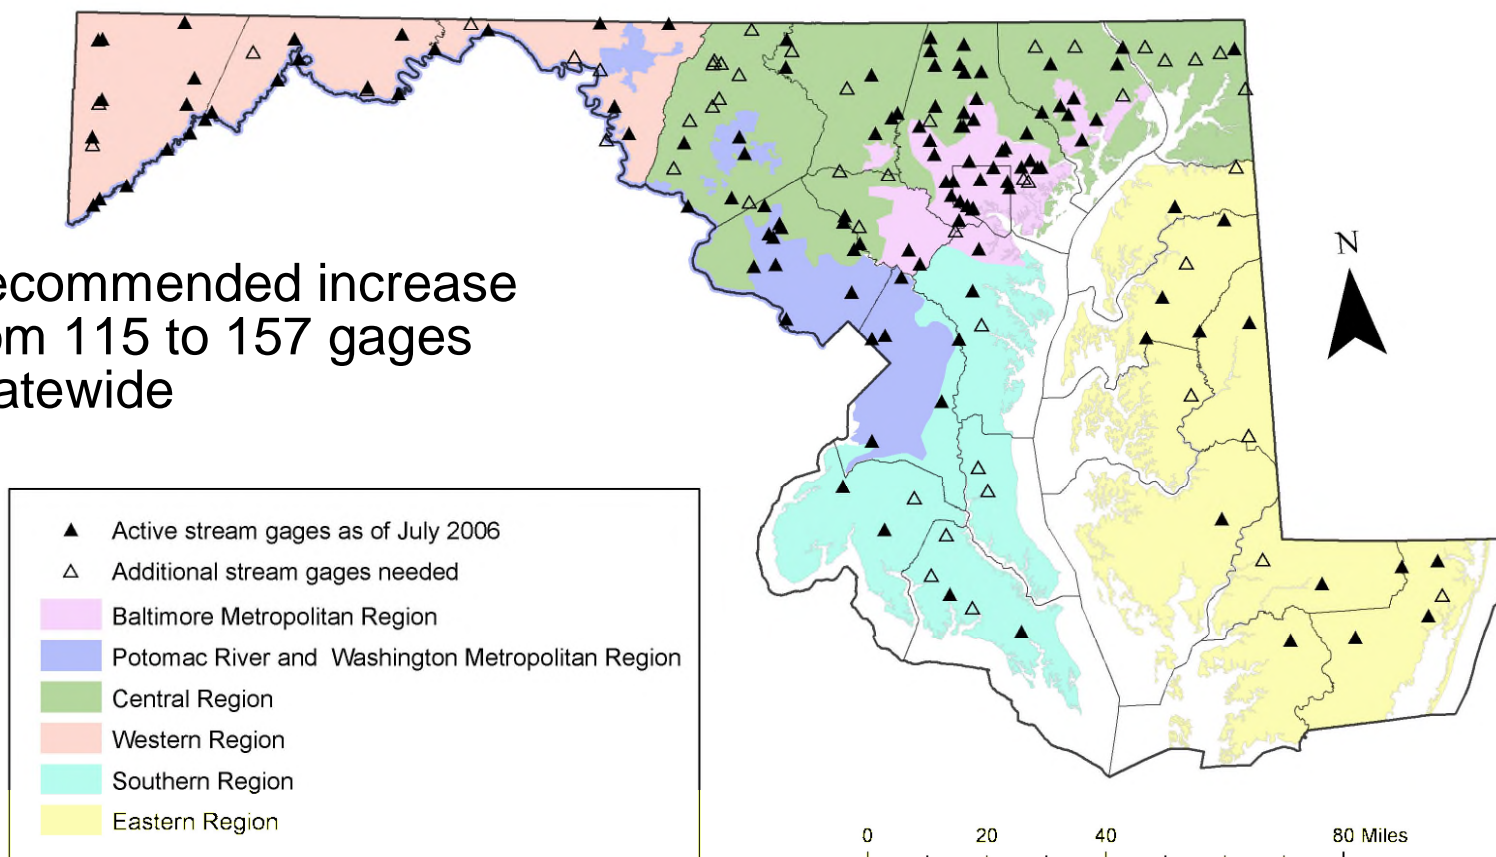 ecommended increase
om 115 to 157 gages
atewide
N
Active stream gages as of July 2006
Additional stream gages needed
Baltimore Metropolitan Region
Potomac River and Washington Metropolitan Region
Central Region
Western Region
Southern Region
Eastern Region
0 20 40 80 Miles